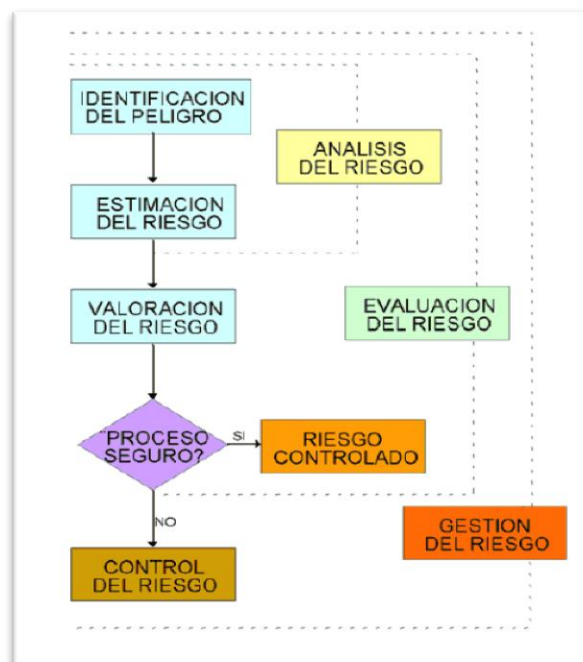 IDENTIFICACION
DEL PELIGRO
ANALISIS
DEL RIESGO
ESTIMACION
DEL RIESGO
VALORACION
DEL RIESGO
EVALUACION
DEL RIESGO
"PROCESO
SEGURO?
SI
RIESGO
CONTROLADO
NO
GESTION
DEL RIESGO
CONTROL
DEL RIESGO